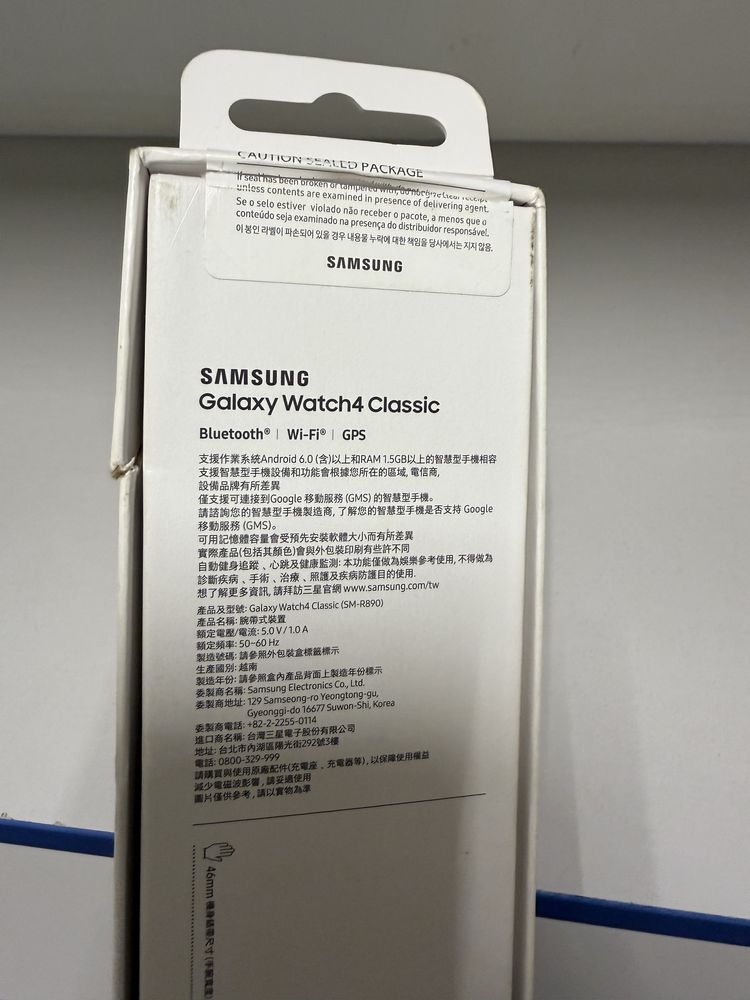 CAUTION SEALED PACKAGE
If seal has been broken or tampered with, do not give clear receipt
unless contents are examined in presence of delivering agent.
Se o selo estiver violado não receber o pacote, a menos que o
conteúdo seja examinado na presença do distribuidor responsável.
이 봉인 라벨이 파손되어 있을 경우 내용물 누락에 대한 책임을 당사에서는 지지 않음.
SAMSUNG
SAMSUNG
Galaxy Watch4 Classic
Bluetooth® | Wi-Fi® | GPS
支援作業系統Android 6.0 (含)以上和RAM 1.5GB以上的智慧型手機相容
支援智慧型手機設備和功能會根據您所在的區域, 電信商,
設備品牌有所差異
僅支援可連接到Google 移動服務 (GMS) 的智慧型手機。
請諮詢您的智慧型手機製造商, 了解您的智慧型手機是否支持 Google
移動服務 (GMS)。
可用記憶體容量會受預先安裝軟體大小而有所差異
實際產品(包括其顏色)會與外包裝印刷有些許不同
自動健身追蹤、心跳及健康監測: 本功能僅做為娛樂參考使用, 不得做為
診斷疾病、手術、治療、照護及疾病防護目的使用.
想了解更多資訊, 請拜訪三星官網 www.samsung.com/tw
產品及型號: Galaxy Watch4 Classic (SM-R890)
產品名稱: 腕帶式裝置
額定電壓/電流: 5.0 V / 1.0 A
額定頻率: 50~60 Hz
製造號碼: 請參照外包裝盒標籤標示
生產國別: 越南
製造年份: 請參照盒內產品背面上製造年份標示
委製商名稱: Samsung Electronics Co., Ltd.
委製商地址: 129 Samseong-ro Yeongtong-gu,
Gyeonggi-do 16677 Suwon-Shi, Korea
委製商電話: +82-2-2255-0114
進口商名稱: 台灣三星電子股份有限公司
地址: 台北市內湖區陽光街292號3樓
電話: 0800-329-999
請購買與使用原廠配件(充電座、充電器等), 以保障使用權益
減少電磁波影響, 請妥適使用
圖片僅供參考, 請以實物為準
46mm